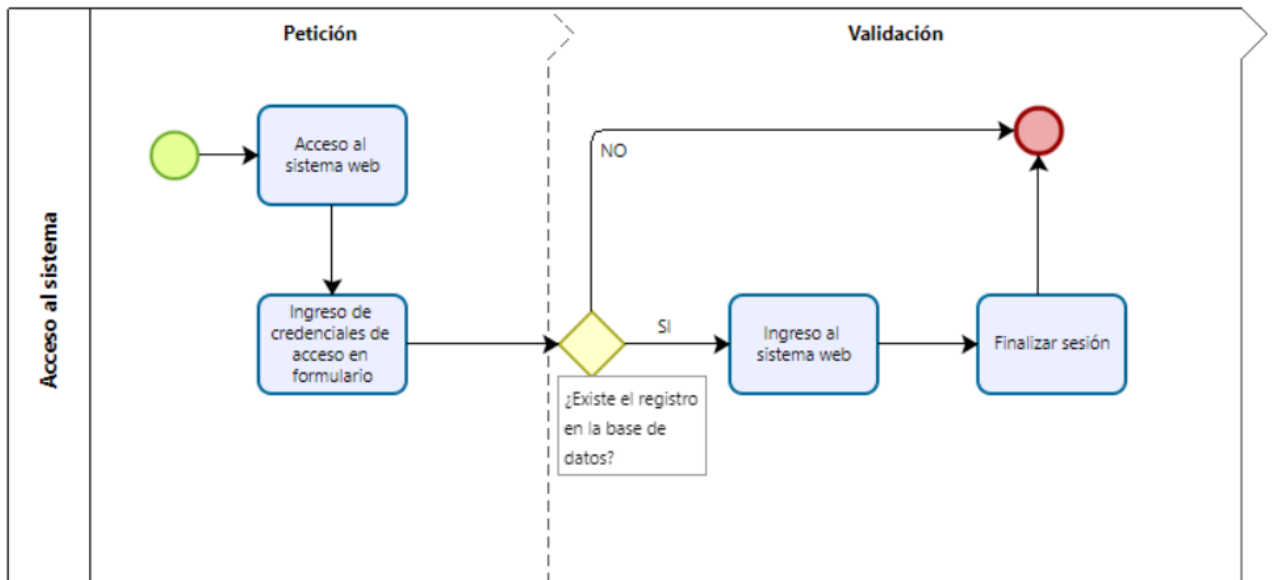 Petición
Validación
Acceso al sistema
Acceso al
sistema web
NO
Ingreso de
credenciales de
acceso en
formulario
SI
Ingreso al
sistema web
Finalizar sesión
¿Existe el registro
en la base de
datos?